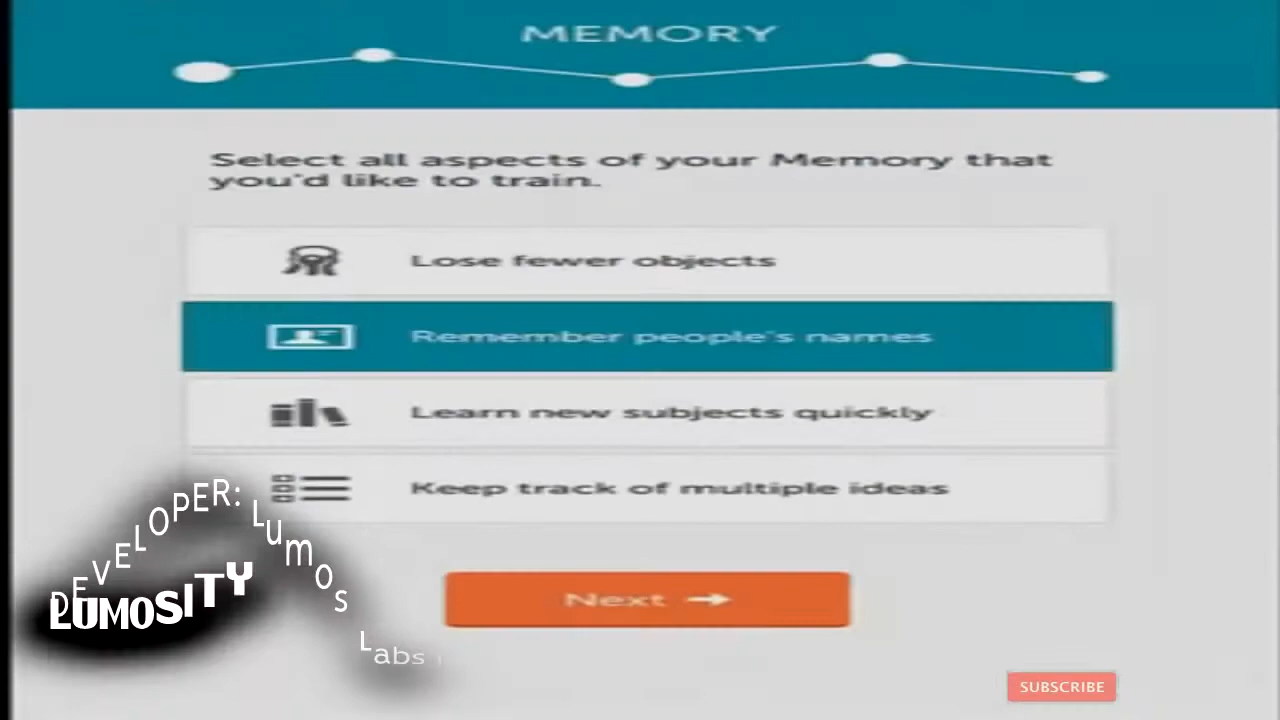 MEMORY
Select all aspects of your Memory that
you'd like to train.
Lose fewer objects
Remember people's names
Learn new subjects quickly
Keep track of multiple ideas
DEVELOPER: Lumos Labs
LUMOSITY
Next
SUBSCRIBE